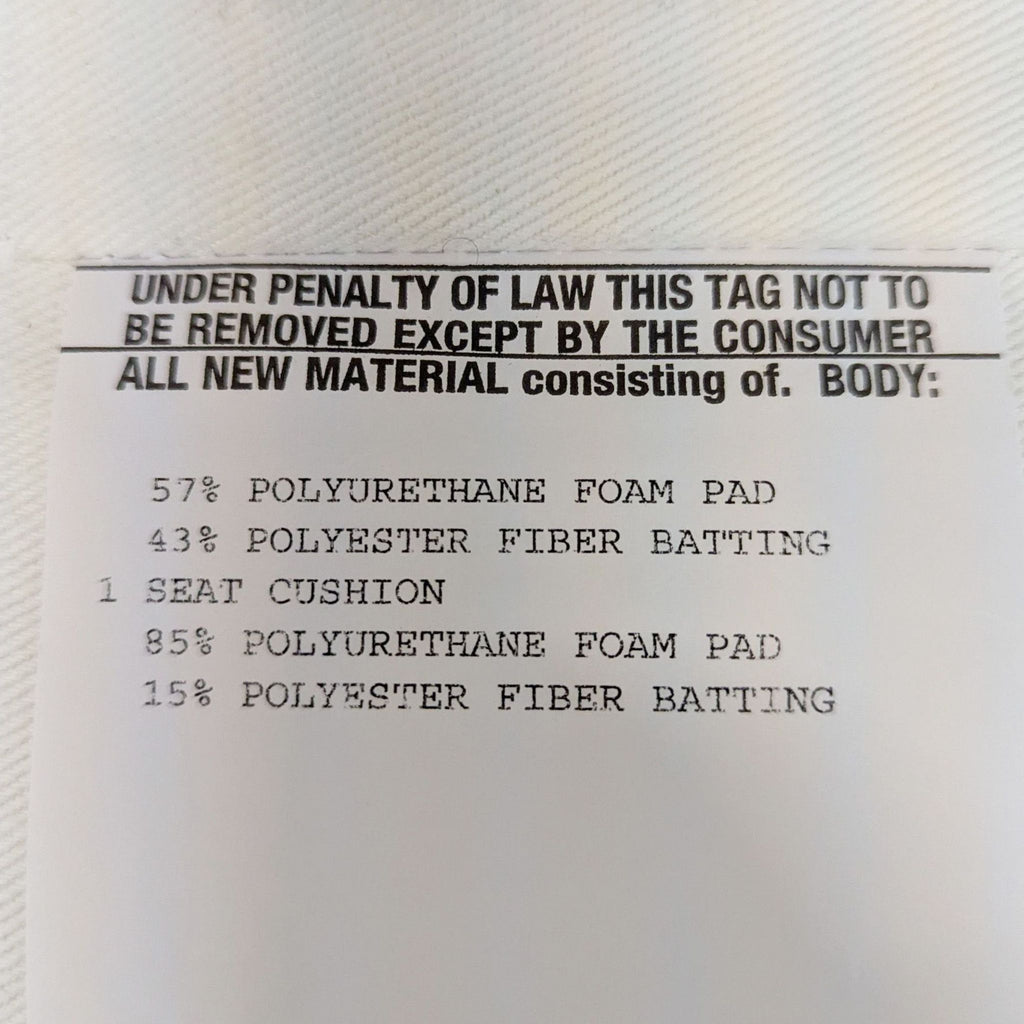 UNDER PENALTY OF LAW THIS TAG NOT TO
BE REMOVED EXCEPT BY THE CONSUMER
ALL NEW MATERIAL consisting of. BODY:
57% POLYURETHANE FOAM PAD
43% POLYESTER FIBER BATTING
1 SEAT CUSHION
85% POLYURETHANE FOAM PAD
15% POLYESTER FIBER BATTING